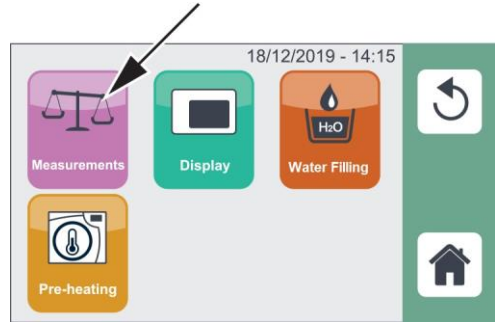 18/12/2019 - 14:15
H₂O
Measurements
Display
Water Filling
Pre-heating